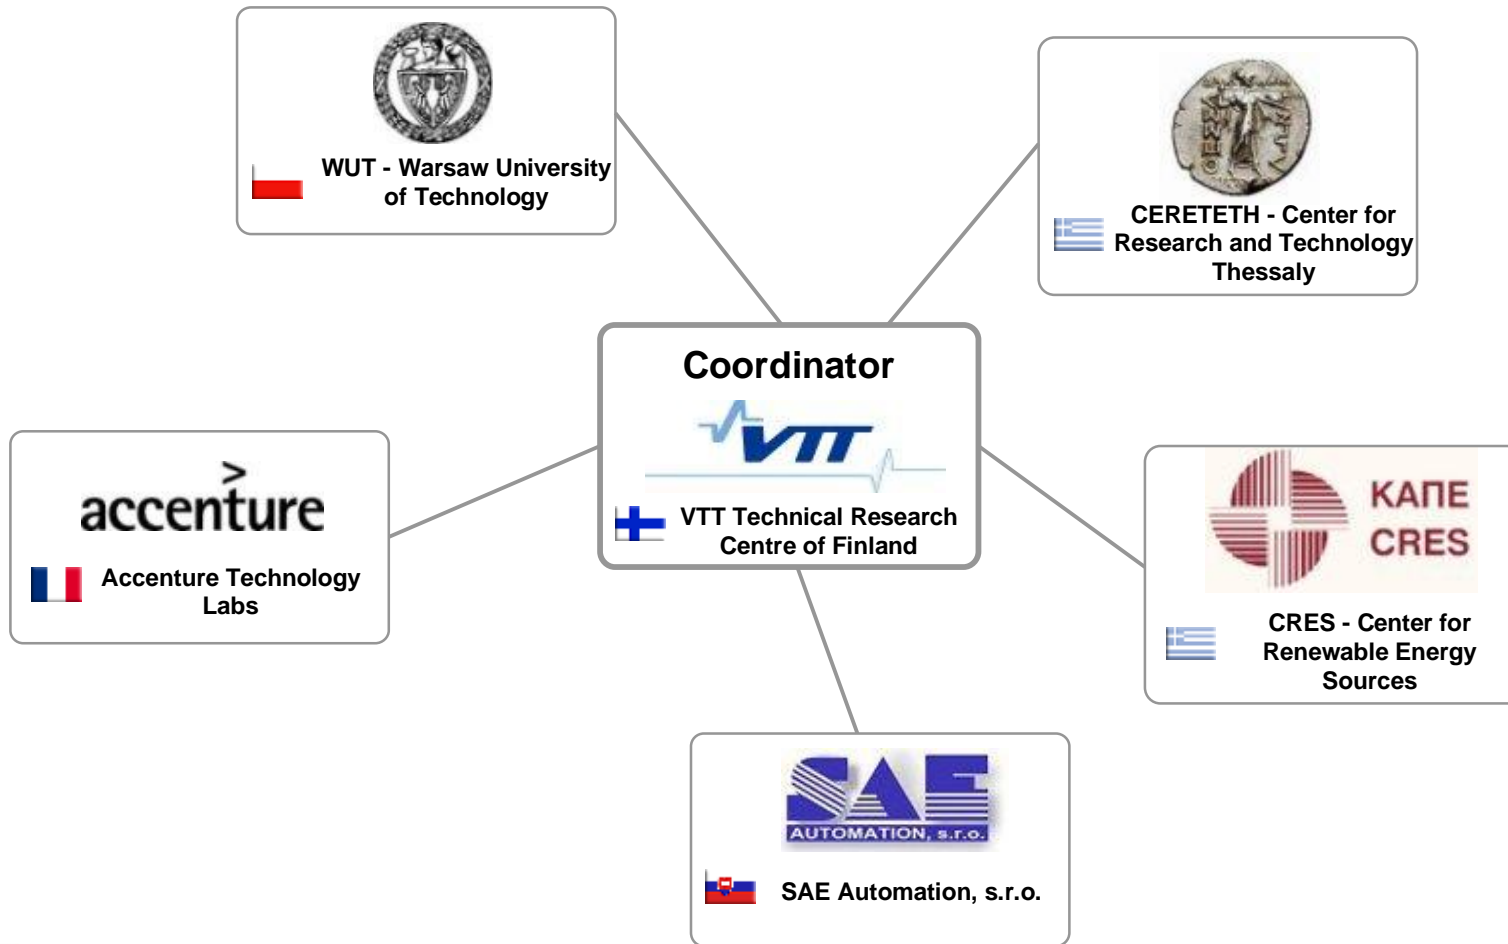 WUT - Warsaw University
of Technology
ΘΕΣΣΑ
CERETETH - Center for
Research and Technology
Thessaly
Coordinator
VTT
VTT Technical Research
Centre of Finland
>
accenture
Accenture Technology
Labs
ΚΑΠΕ
CRES
CRES - Center for
Renewable Energy
Sources
SAE
AUTOMATION, s.r.o.
SAE Automation, s.r.o.